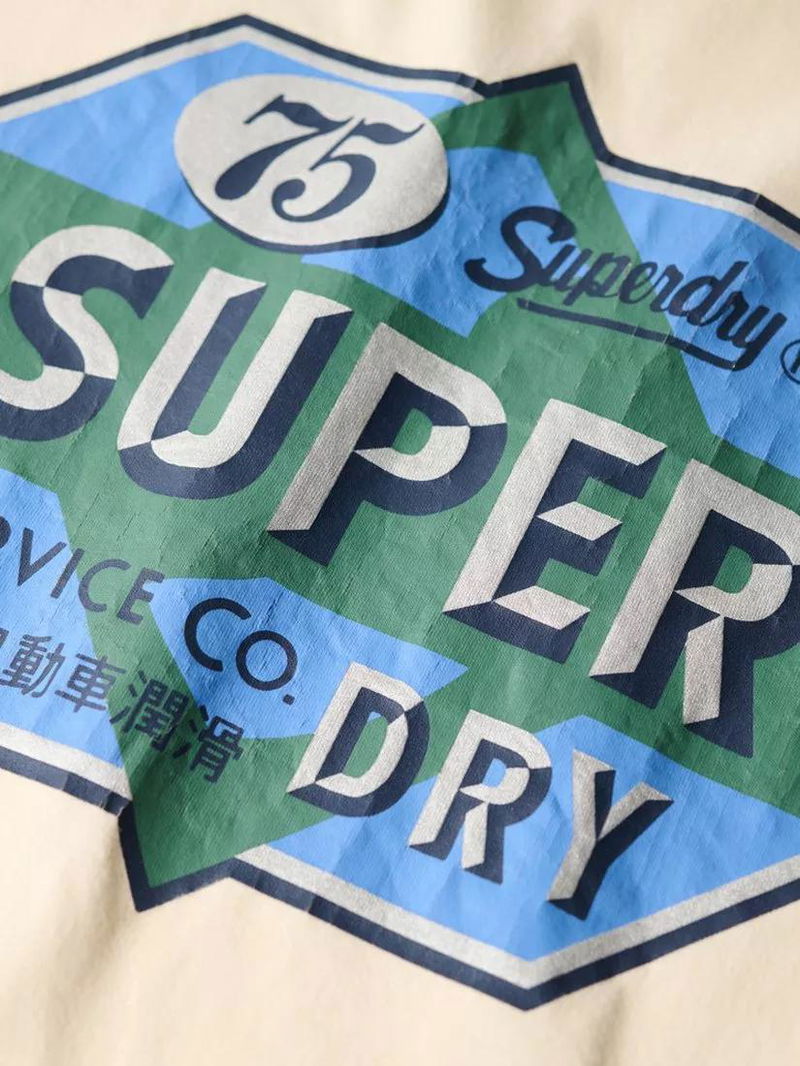 75
Superdry®
SUPER
RVICE CO.
動車潤滑
DRY